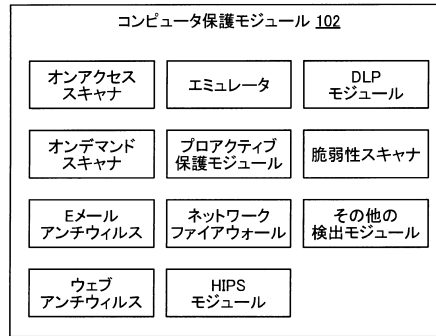 コンピュータ保護モジュール 102
オンアクセス
スキャナ
エミュレータ
DLP
モジュール
オンデマンド
スキャナ
プロアクティブ
保護モジュール
脆弱性スキャナ
Eメール
アンチウィルス
ネットワーク
ファイアウォール
その他の
検出モジュール
ウェブ
アンチウィルス
HIPS
モジュール